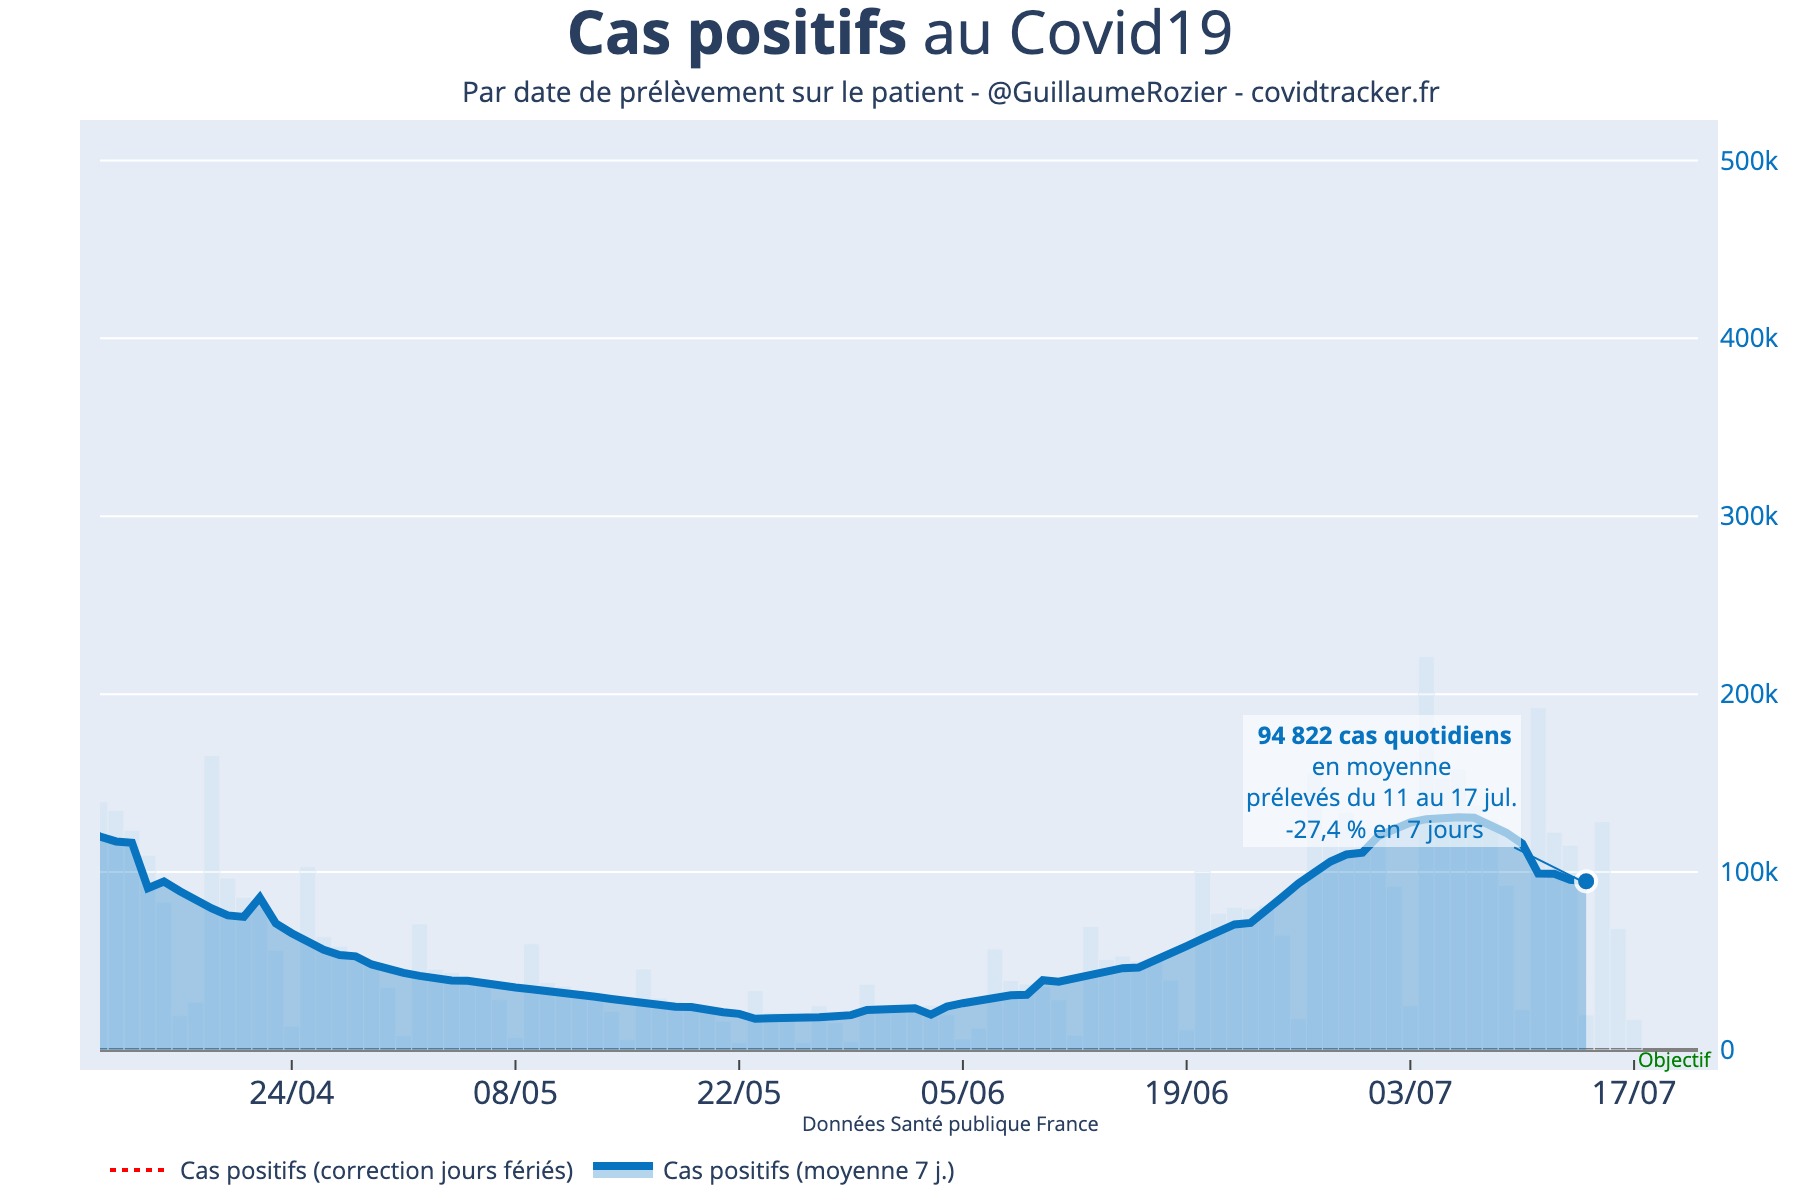 Cas positifs au Covid19
Par date de prélèvement sur le patient - @GuillaumeRozier - covidtracker.fr
500k
400k
300k
200k
94 822 cas quotidiens
en moyenne
prélevés du 11 au 17 jul.
-27,4 % en 7 jours
100k
0
Objectif
24/04 08/05 22/05 05/06 19/06 03/07 17/07
Données Santé publique France
Cas positifs (correction jours fériés) Cas positifs (moyenne 7 j.)